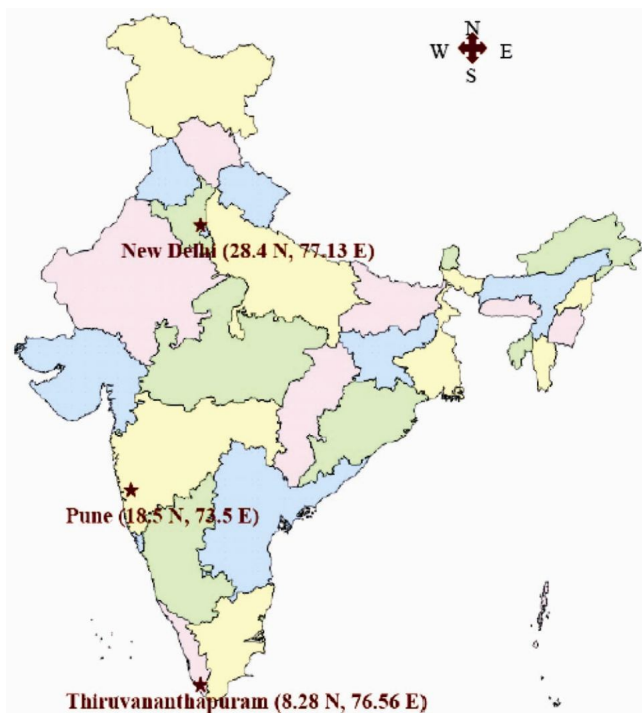 N
W E
S
New Delhi (28.4 N, 77.13 E)
Pune (18.5 N, 73.5 E)
Thiruvananthapuram (8.28 N, 76.56 E)